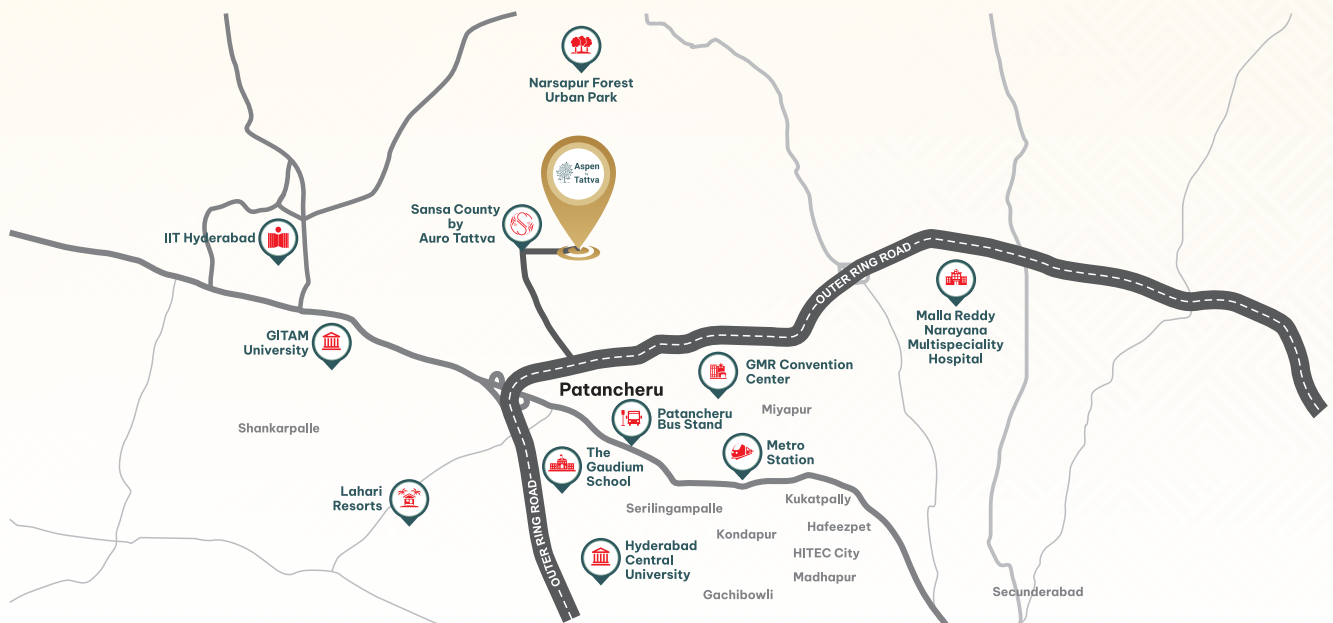 Narsapur Forest
Urban Park
Aspen
Tattva
Sansa County
by
Auro Tattva
IIT Hyderabad
OUTER RING ROAD
Malla Reddy
Narayana
Multispeciality
Hospital
GITAM
University
GMR Convention
Center
Patancheru
Miyapur
Patancheru
Bus Stand
Shankarpalle
Metro
Station
The
Gaudium
School
Lahari
Resorts
Kukatpally
Serilingampalle
Hafeezpet
Kondapur
OUTER RING ROAD
Hyderabad
Central
University
HITEC City
Madhapur
Gachibowli
Secunderabad